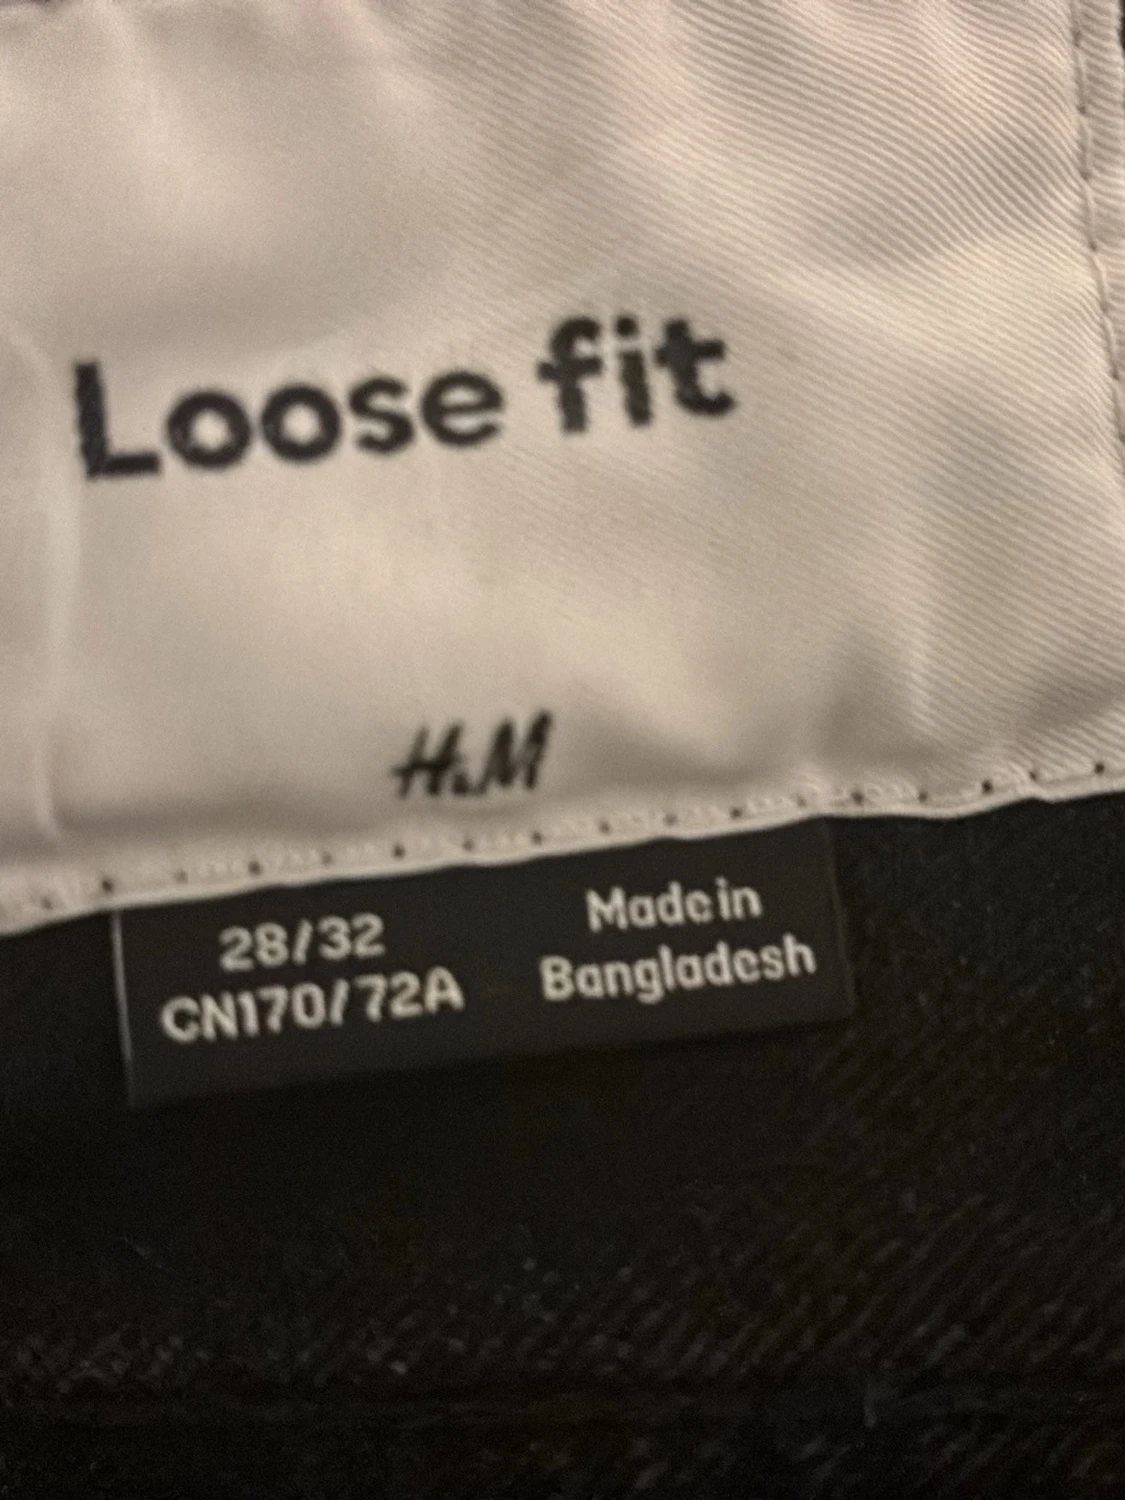 Loose fit
H&M
28/32
CN170/72A
Made in
Bangladesh